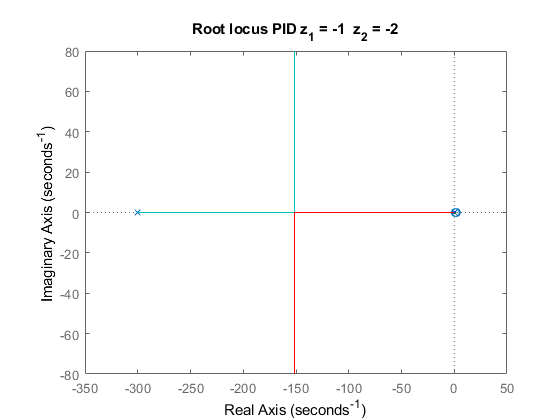 Root locus PID z1 = -1 z2 = -2
Imaginary Axis (seconds-1)
80
60
40
20
0
-20
-40
-60
-80
-350 -300 -250 -200 -150 -100 -50 0 50
Real Axis (seconds-1)